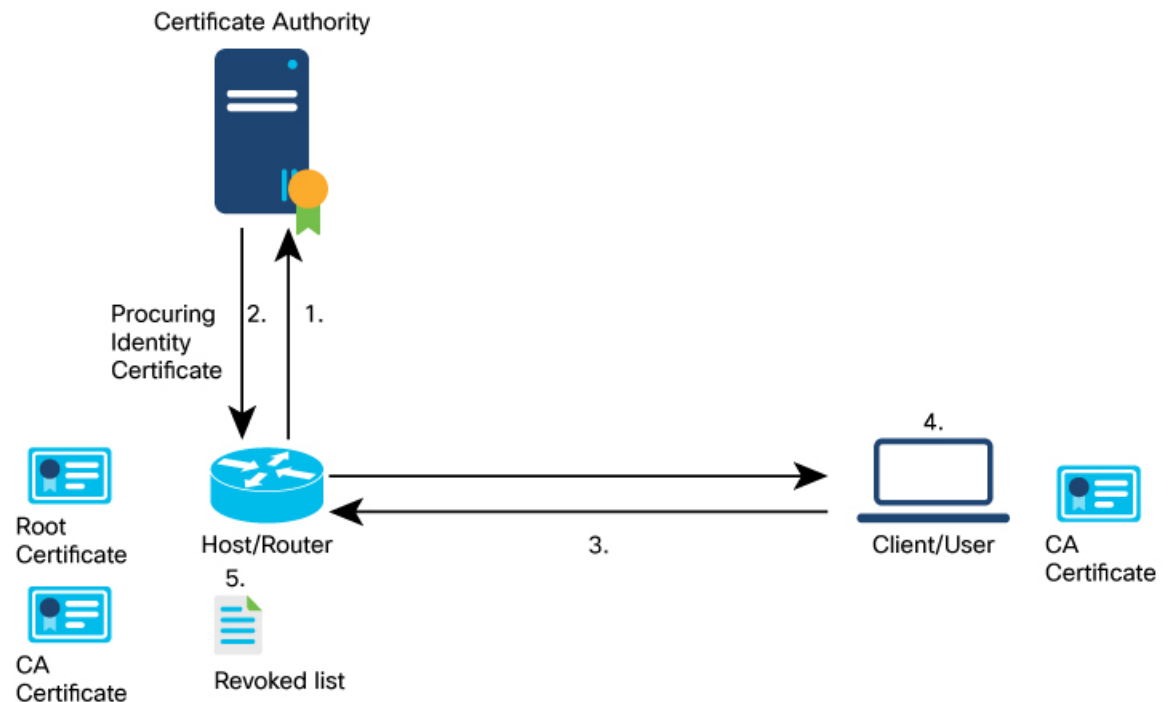 Certificate Authority
Procuring
Identity
Certificate
2.
1.
4.
Root
Certificate
Host/Router
3.
Client/User
CA
Certificate
5.
CA
Certificate
Revoked list